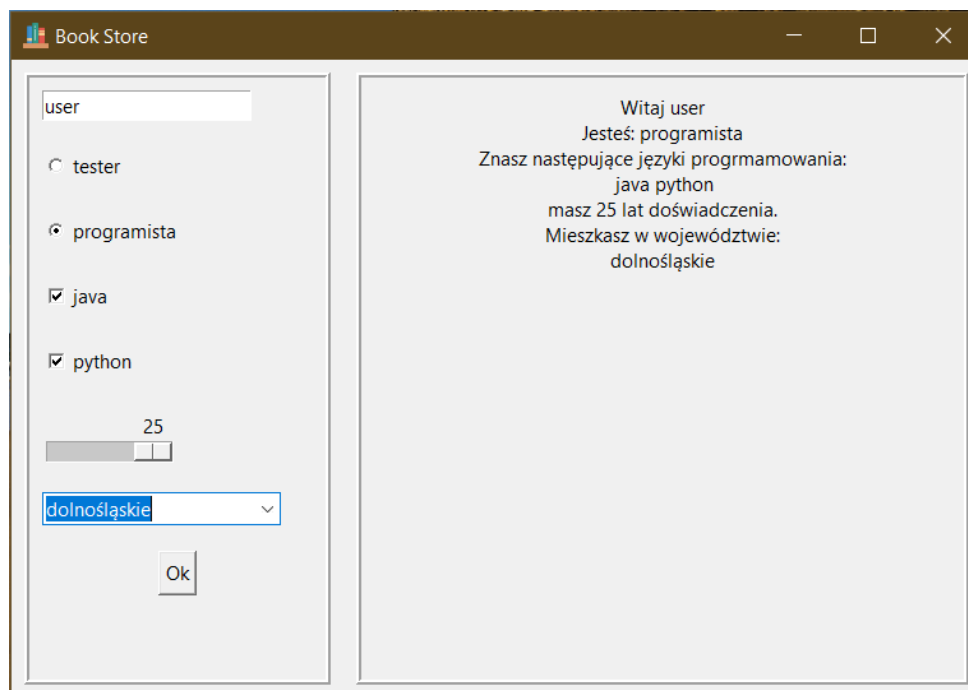 Book Store
user
tester
programista
java
python
25
dolnośląskie
Ok
Witaj user
Jesteś: programista
Znasz następujące języki progrmamowania:
java python
masz 25 lat doświadczenia.
Mieszkasz w województwie:
dolnośląskie